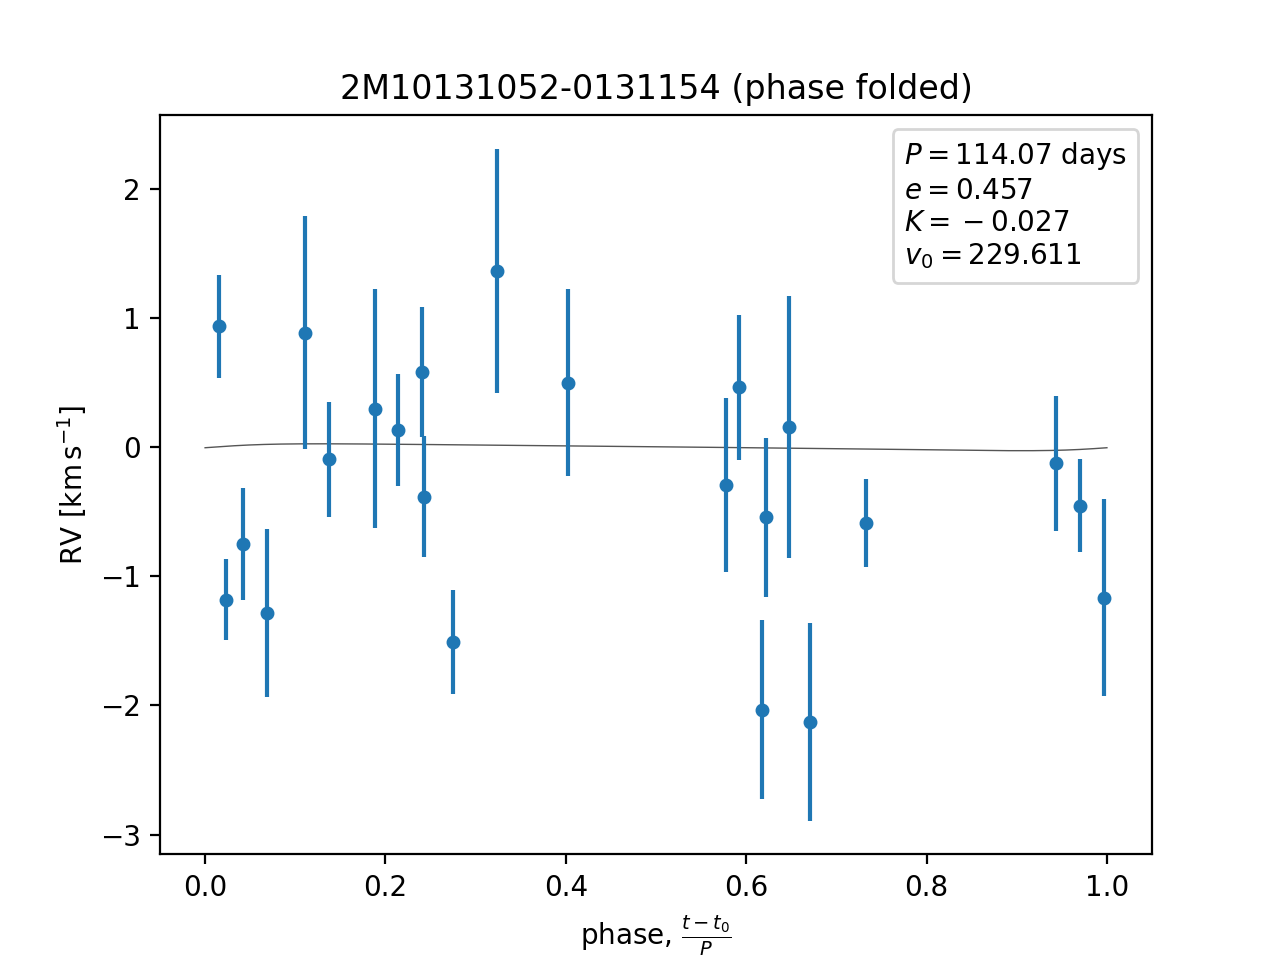 2M10131052-0131154 (phase folded)
P = 114.07 days
e = 0.457
K = −0.027
v₀ = 229.611
2
1
0
−1
−2
−3
RV [km s⁻¹]
0.0 0.2 0.4 0.6 0.8 1.0
phase, (t − t₀)/P